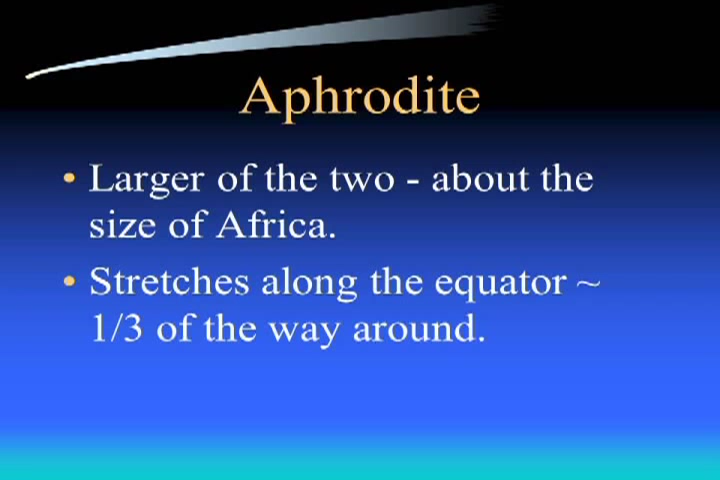 Aphrodite
• Larger of the two - about the
size of Africa.
• Stretches along the equator ~
1/3 of the way around.